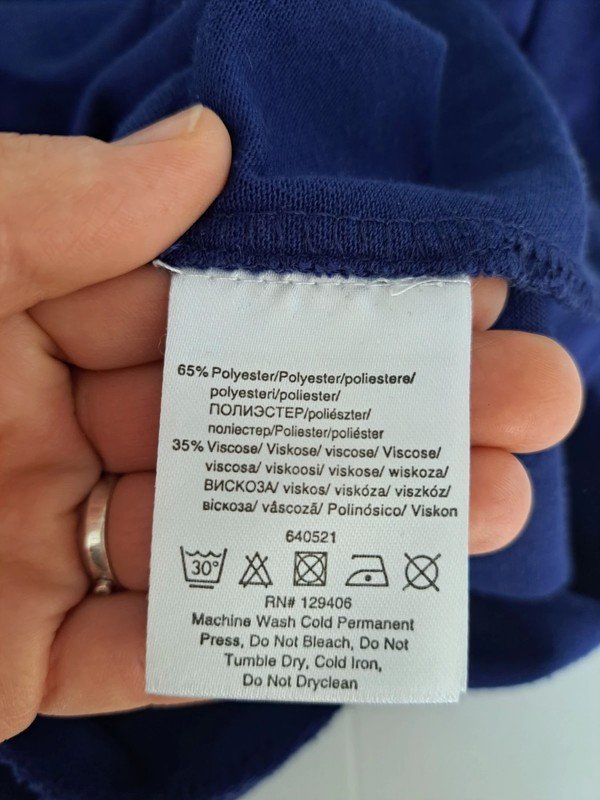 65% Polyester/Polyester/poliestere/
polyesteri/poliester/
ПОЛИЭСТЕР/poliészter/
поліестер/Poliester/poliéster
35% Viscose/ Viskose/ viscose/ Viscose/
viscosa/ viskoosi/ viskose/ wiskoza/
ВИСКОЗА/ viskos/ viskóza/ viszkóz/
віскоза/ vâscoză/ Polinósico/ Viskon
640521
30°
RN# 129406
Machine Wash Cold Permanent
Press, Do Not Bleach, Do Not
Tumble Dry, Cold Iron,
Do Not Dryclean